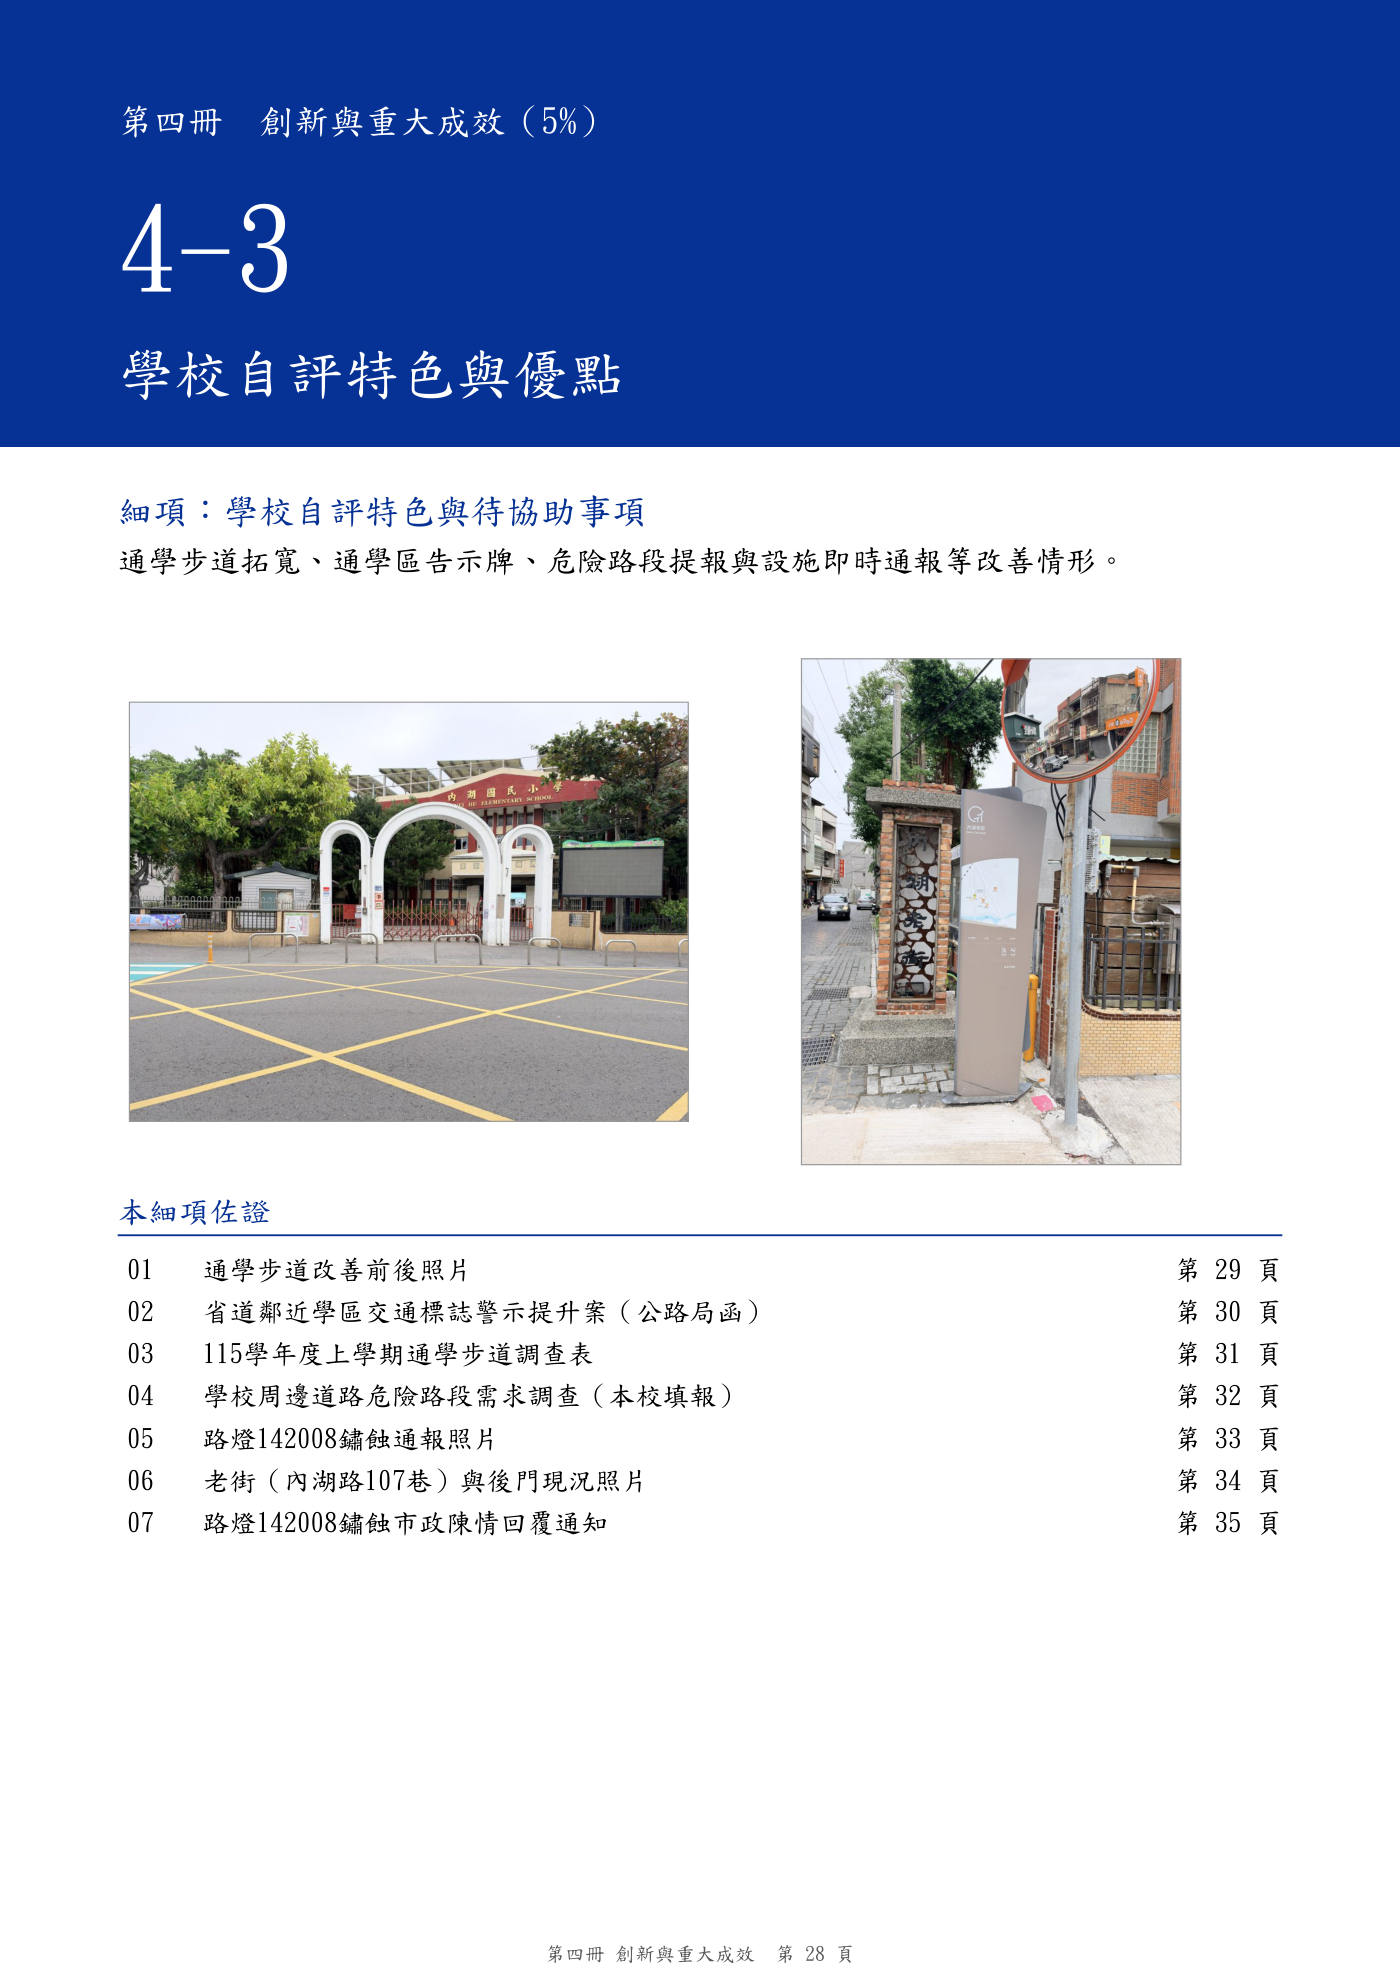 第四冊 創新與重大成效（5%）
4-3
學校自評特色與優點
細項：學校自評特色與待協助事項
通學步道拓寬、通學區告示牌、危險路段提報與設施即時通報等改善情形。
內湖國民小學
HU ELEMENTARY SCHOOL
湖
老
街
本細項佐證
01 通學步道改善前後照片 第 29 頁
02 省道鄰近學區交通標誌警示提升案（公路局函） 第 30 頁
03 115學年度上學期通學步道調查表 第 31 頁
04 學校周邊道路危險路段需求調查（本校填報） 第 32 頁
05 路燈142008鏽蝕通報照片 第 33 頁
06 老街（內湖路107巷）與後門現況照片 第 34 頁
07 路燈142008鏽蝕市政陳情回覆通知 第 35 頁
第四冊 創新與重大成效 第 28 頁